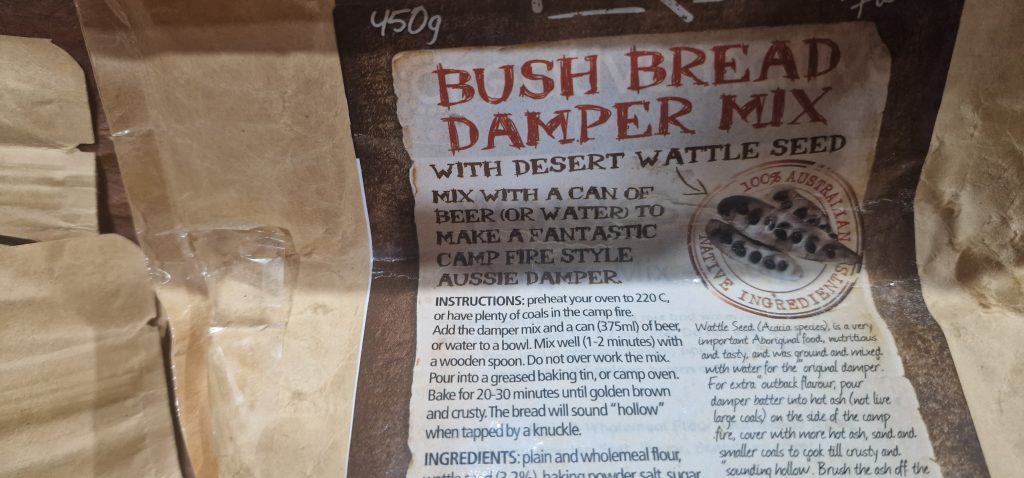 450g
BUSH BREAD
DAMPER MIX
WITH DESERT WATTLE SEED
MIX WITH A CAN OF
BEER (OR WATER) TO
MAKE A FANTASTIC
CAMP FIRE STYLE
AUSSIE DAMPER.
100% AUSTRALIAN
NATIVE INGREDIENTS
INSTRUCTIONS: preheat your oven to 220 C,
or have plenty of coals in the camp fire.
Add the damper mix and a can (375ml) of beer,
or water to a bowl. Mix well (1-2 minutes) with
a wooden spoon. Do not over work the mix.
Pour into a greased baking tin, or camp oven.
Bake for 20-30 minutes until golden brown
and crusty. The bread will sound "hollow"
when tapped by a knuckle.
INGREDIENTS: plain and wholemeal flour,
wattle seed (3.2%), baking powder, salt, sugar
Wattle Seed (Acacia species), is a very
important Aboriginal food, nutritious
and tasty, and was ground and mixed
with water for the "original damper.
For extra "outback flavour, pour
damper batter into hot ash (not live
large coals) on the side of the camp
fire, cover with more hot ash, sand and
smaller coals to cook till crusty and
"sounding hollow". Brush the ash off the